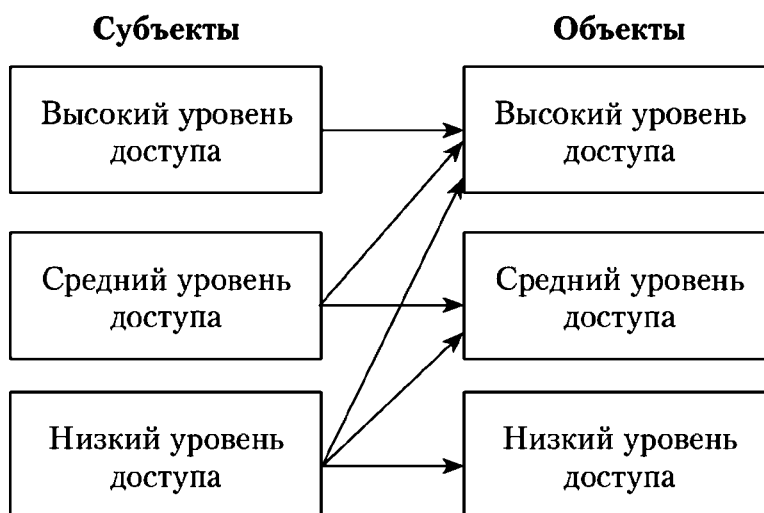 Субъекты
Объекты
Высокий уровень
доступа
Высокий уровень
доступа
Средний уровень
доступа
Средний уровень
доступа
Низкий уровень
доступа
Низкий уровень
доступа